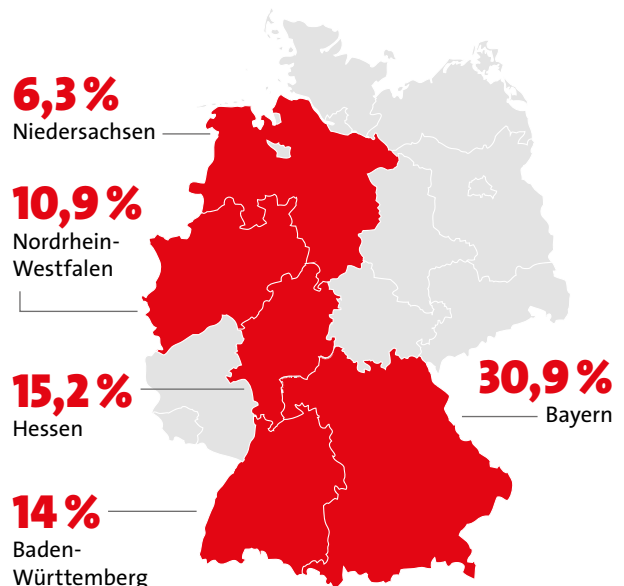 6,3 %
Niedersachsen
10,9 %
Nordrhein-
Westfalen
15,2 %
Hessen
30,9 %
Bayern
14 %
Baden-
Württemberg